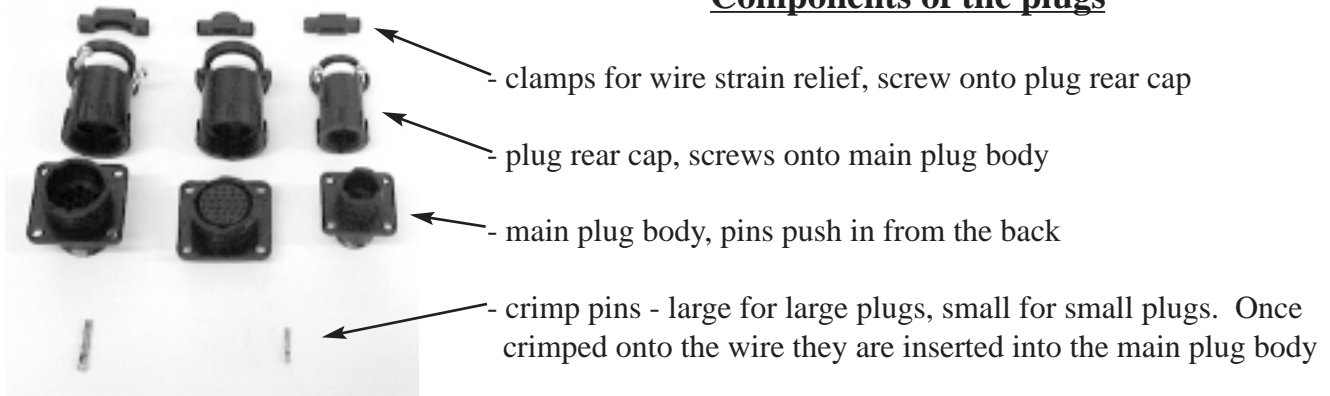 Components of the plugs
- clamps for wire strain relief, screw onto plug rear cap
- plug rear cap, screws onto main plug body
- main plug body, pins push in from the back
- crimp pins - large for large plugs, small for small plugs.  Once
crimped onto the wire they are inserted into the main plug body